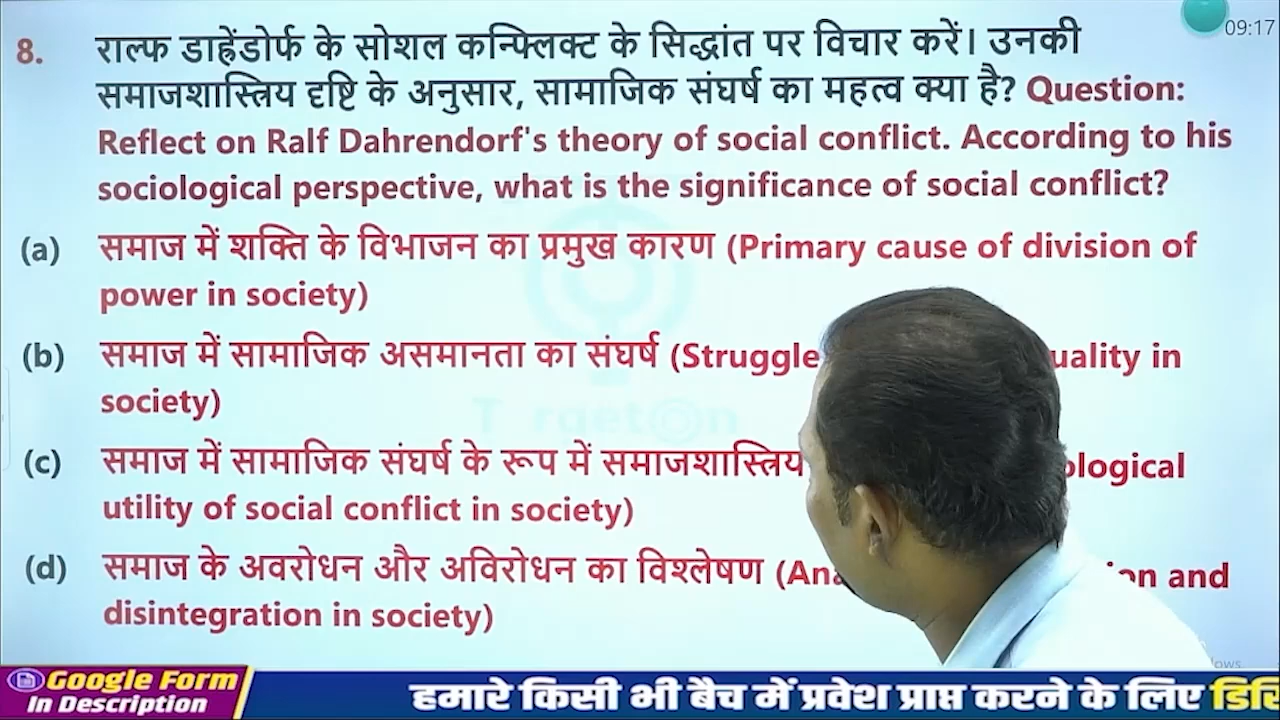 09:17
8. राल्फ डाह्रेंडोर्फ के सोशल कन्फ्लिक्ट के सिद्धांत पर विचार करें। उनकी
समाजशास्त्रिय दृष्टि के अनुसार, सामाजिक संघर्ष का महत्व क्या है? Question:
Reflect on Ralf Dahrendorf's theory of social conflict. According to his
sociological perspective, what is the significance of social conflict?
(a) समाज में शक्ति के विभाजन का प्रमुख कारण (Primary cause of division of
power in society)
(b) समाज में सामाजिक असमानता का संघर्ष (Struggle in
society)
(c) समाज में सामाजिक संघर्ष के रूप में समाजशास्त्रिय
utility of social conflict in society)
(d) समाज के अवरोधन और अविरोधन का विश्लेषण and
disintegration in society)
Google Form
In Description
हमारे किसी भी बैच में प्रवेश प्राप्त करने के लिए